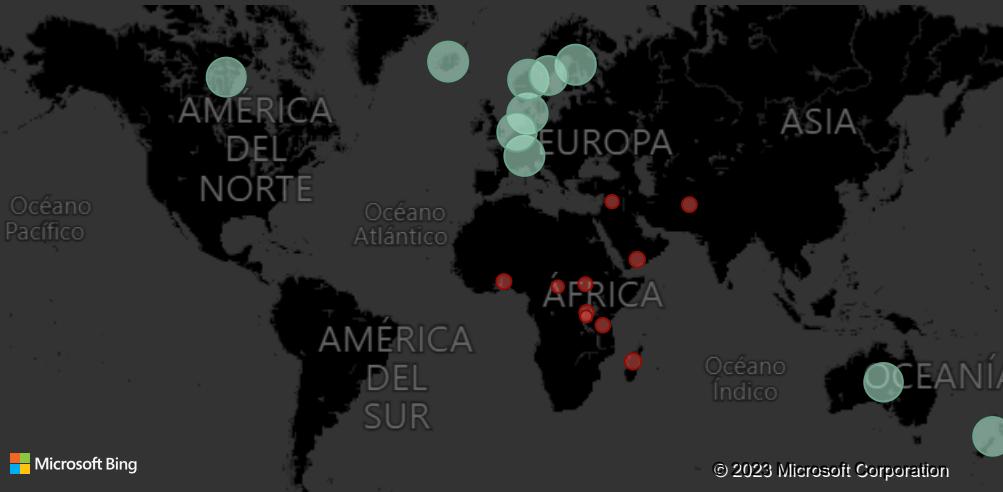 AMÉRICA
DEL
NORTE
EUROPA
ASIA
Océano
Pacífico
Océano
Atlántico
ÁFRICA
AMÉRICA
DEL
SUR
Océano
Índico
OCEANÍA
Microsoft Bing
© 2023 Microsoft Corporation